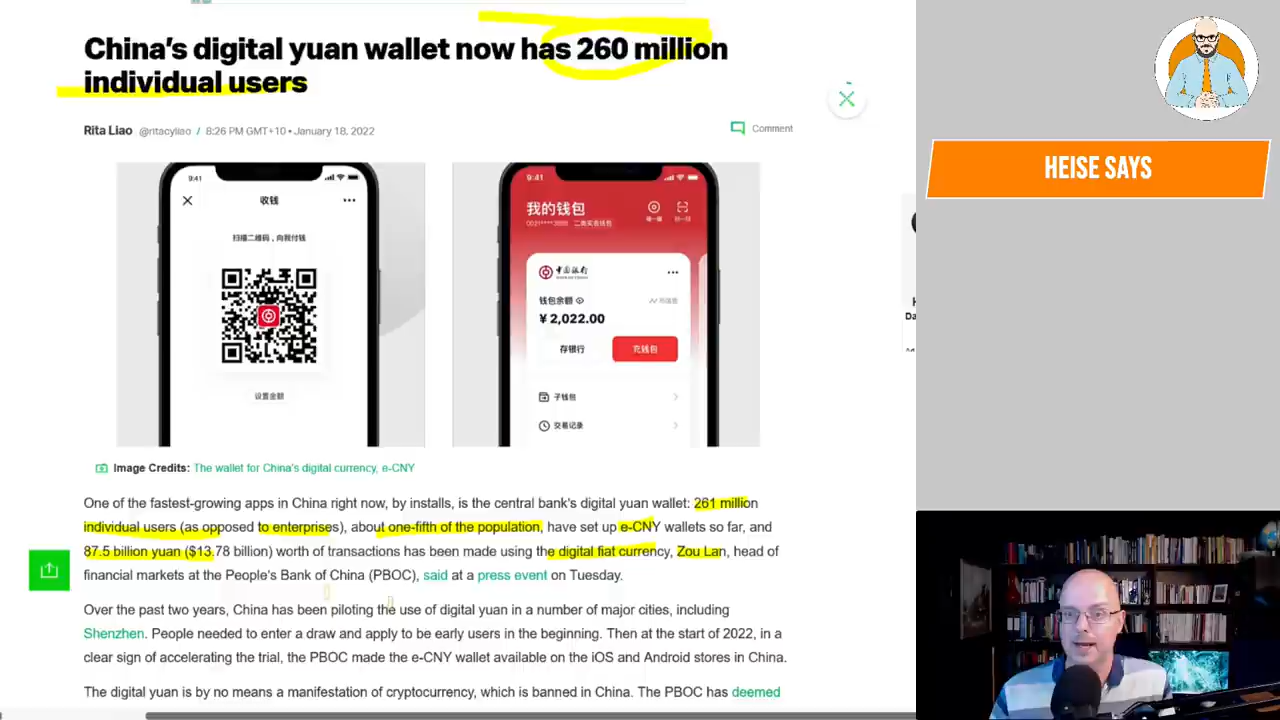 China's digital yuan wallet now has 260 million
individual users
Rita Liao @ritacyliao / 8:26 PM GMT+10 • January 18, 2022
Comment
HEISE SAYS
9:41
收钱
扫描二维码，向我付钱
设置金额
9:41
我的钱包
中国银行
钱包余额
¥ 2,022.00
存银行
充钱包
子钱包
交易记录
Image Credits: The wallet for China's digital currency, e-CNY
One of the fastest-growing apps in China right now, by installs, is the central bank's digital yuan wallet: 261 million
individual users (as opposed to enterprises), about one-fifth of the population, have set up e-CNY wallets so far, and
87.5 billion yuan ($13.78 billion) worth of transactions has been made using the digital fiat currency, Zou Lan, head of
financial markets at the People's Bank of China (PBOC), said at a press event on Tuesday.
Over the past two years, China has been piloting the use of digital yuan in a number of major cities, including
Shenzhen. People needed to enter a draw and apply to be early users in the beginning. Then at the start of 2022, in a
clear sign of accelerating the trial, the PBOC made the e-CNY wallet available on the iOS and Android stores in China.
The digital yuan is by no means a manifestation of cryptocurrency, which is banned in China. The PBOC has deemed